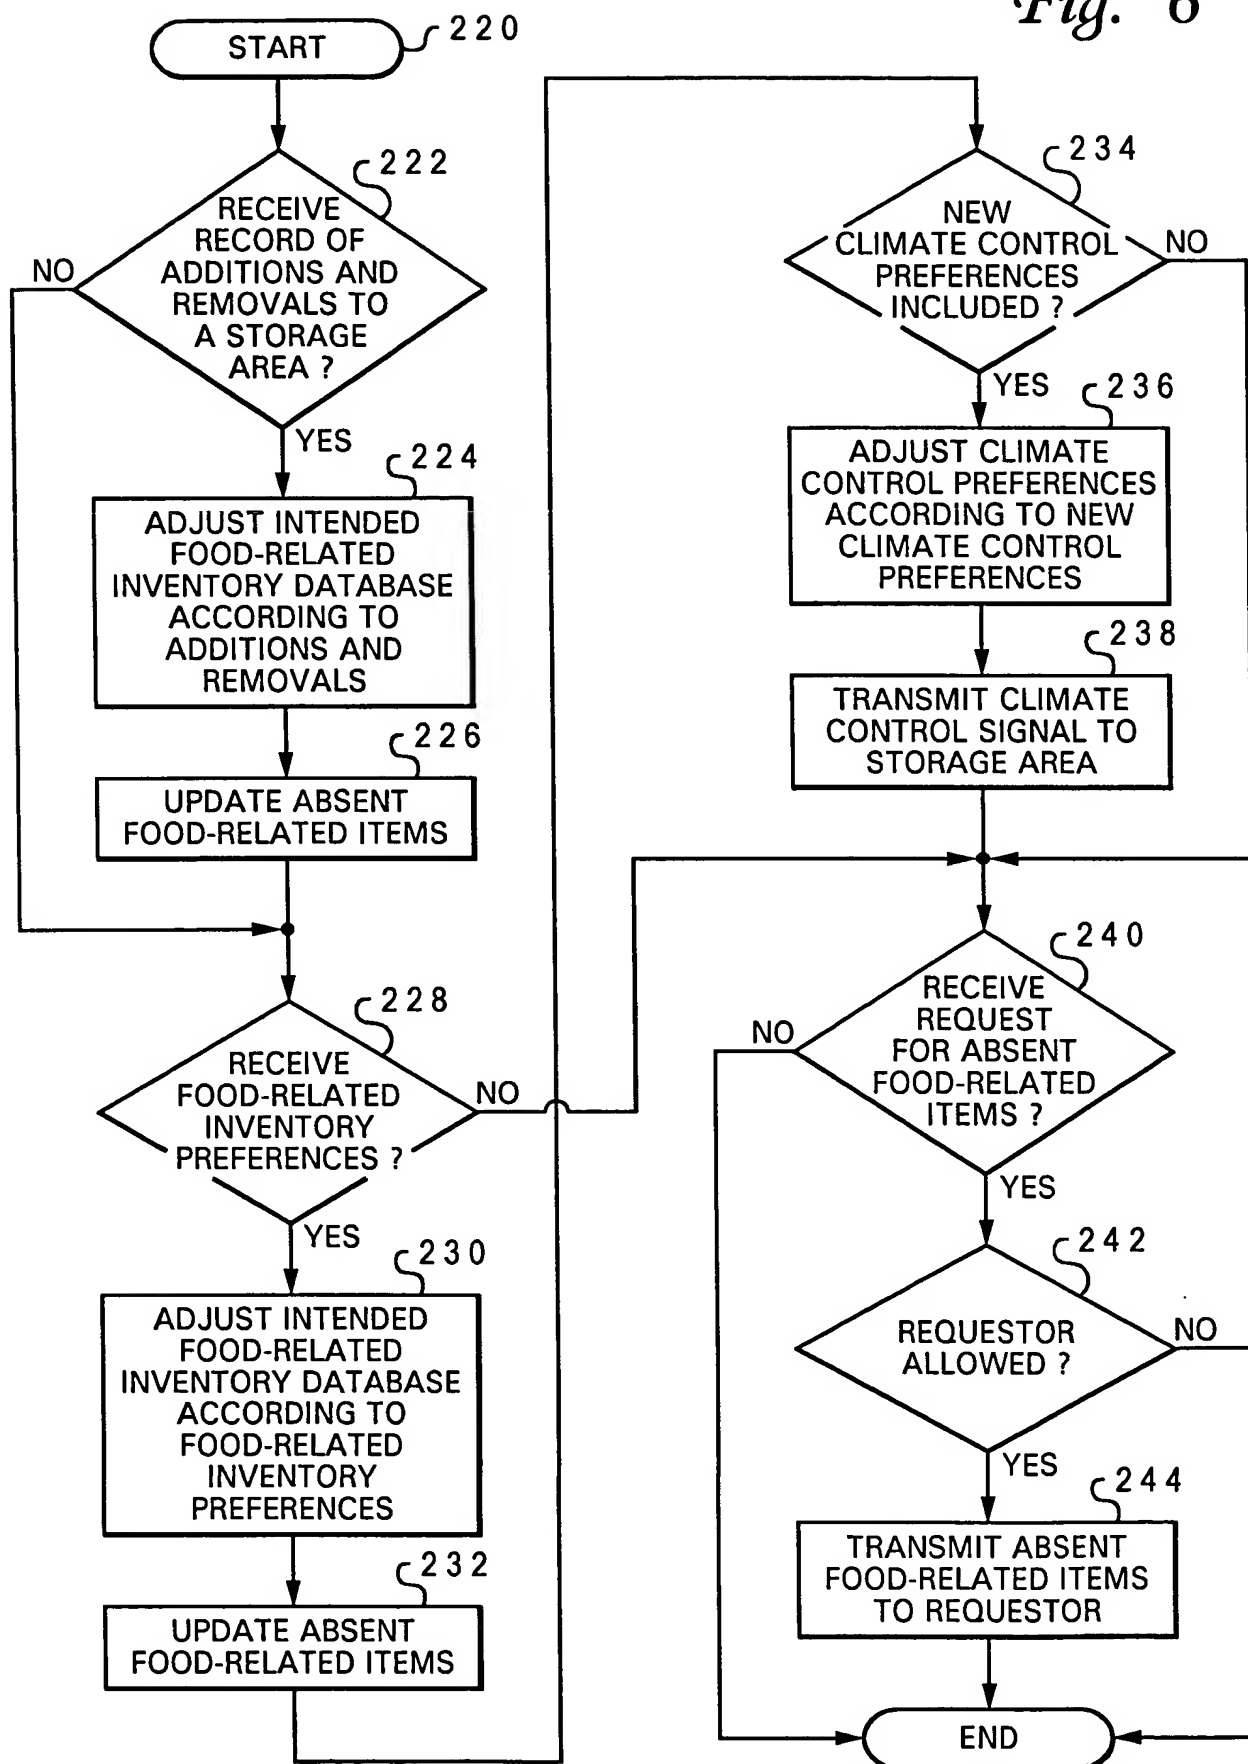 Fig. 6
START
220
222
RECEIVE
RECORD OF
ADDITIONS AND
REMOVALS TO
A STORAGE
AREA ?
NO
YES
224
ADJUST INTENDED
FOOD-RELATED
INVENTORY DATABASE
ACCORDING TO
ADDITIONS AND
REMOVALS
226
UPDATE ABSENT
FOOD-RELATED ITEMS
228
RECEIVE
FOOD-RELATED
INVENTORY
PREFERENCES ?
NO
YES
230
ADJUST INTENDED
FOOD-RELATED
INVENTORY DATABASE
ACCORDING TO
FOOD-RELATED
INVENTORY
PREFERENCES
232
UPDATE ABSENT
FOOD-RELATED ITEMS
234
NEW
CLIMATE CONTROL
PREFERENCES
INCLUDED ?
NO
YES
236
ADJUST CLIMATE
CONTROL PREFERENCES
ACCORDING TO NEW
CLIMATE CONTROL
PREFERENCES
238
TRANSMIT CLIMATE
CONTROL SIGNAL TO
STORAGE AREA
240
RECEIVE
REQUEST
FOR ABSENT
FOOD-RELATED
ITEMS ?
NO
YES
242
REQUESTOR
ALLOWED ?
NO
YES
244
TRANSMIT ABSENT
FOOD-RELATED ITEMS
TO REQUESTOR
END